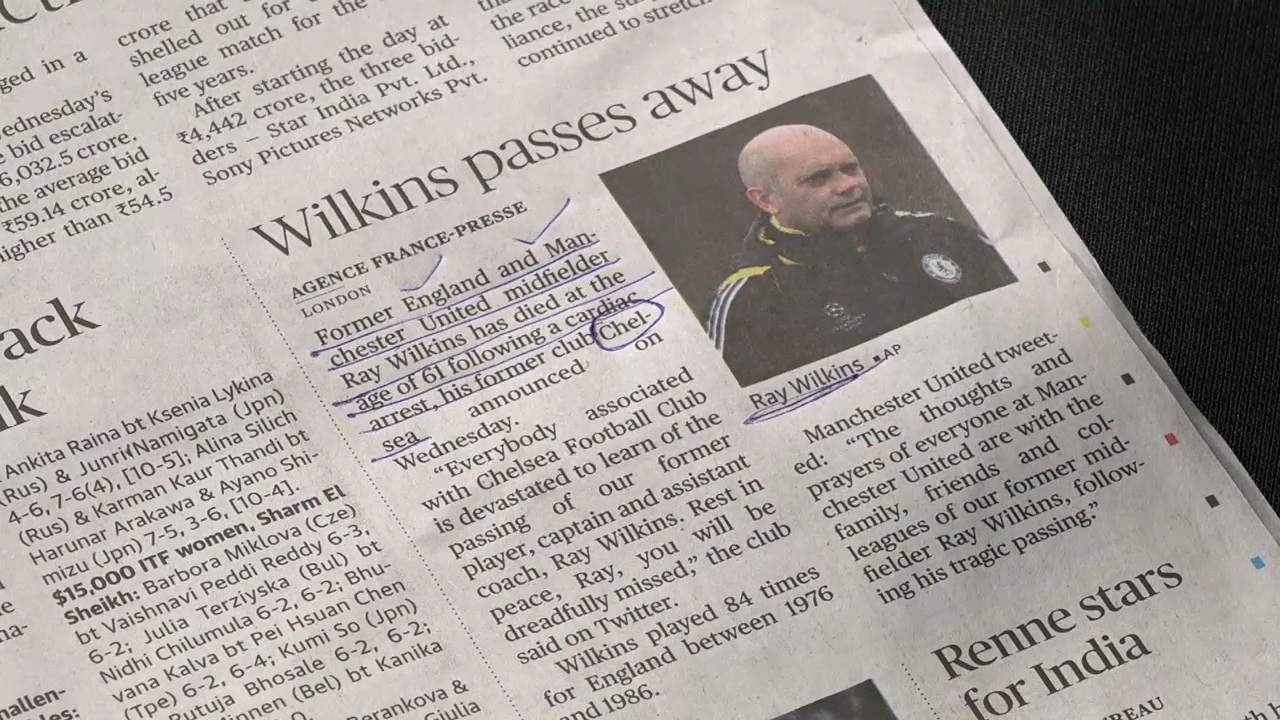 crore that
shelled out for
league match for the
five years.
After starting the day at
₹4,442 crore, the three bid-
ders – Star India Pvt. Ltd.,
Sony Pictures Networks Pvt.
the race
liance, the
continued to stretch
ged in a
ednesday's
bid escalat-
6,032.5 crore.
he average bid
₹59.14 crore, al-
igher than ₹54.5
Wilkins passes away
AGENCE FRANCE-PRESSE
LONDON
Former England and Man-
chester United midfielder
Ray Wilkins has died at the
age of 61 following a cardiac
arrest, his former club Chel-
sea announced on
Wednesday.
"Everybody associated
with Chelsea Football Club
is devastated to learn of the
passing of our former
player, captain and assistant
coach, Ray Wilkins. Rest in
peace, Ray, you will be
dreadfully missed," the club
said on Twitter.
Wilkins played 84 times
for England between 1976
and 1986.
Ray Wilkins ▪AP
Manchester United tweet-
ed: "The thoughts and
prayers of everyone at Man-
chester United are with the
family, friends and col-
leagues of our former mid-
fielder Ray Wilkins, follow-
ing his tragic passing."
Renne stars
for India
REAU
ack
k
Ankita Raina bt Ksenia Lykina
(Rus) & Junri Namigata (Jpn)
4-6, 7-6(4), [10-5]; Alina Silich
(Rus) & Karman Kaur Thandi bt
Harunar Arakawa & Ayano Shi-
mizu (Jpn) 7-5, 3-6, [10-4].
$15,000 ITF women, Sharm El
Sheikh: Barbora Miklova (Cze)
bt Vaishnavi Peddi Reddy 6-3,
6-2; Julia Terziyska (Bul) bt
Nidhi Chilumula 6-2, 6-2; Bhu-
vana Kalva bt Pei Hsuan Chen
(Tpe) 6-2, 6-4; Kumi So (Jpn)
Rutuja Bhosale 6-2, 6-2;
innen (Bel) bt Kanika
Perankova &
Giulia
hallen-
les: